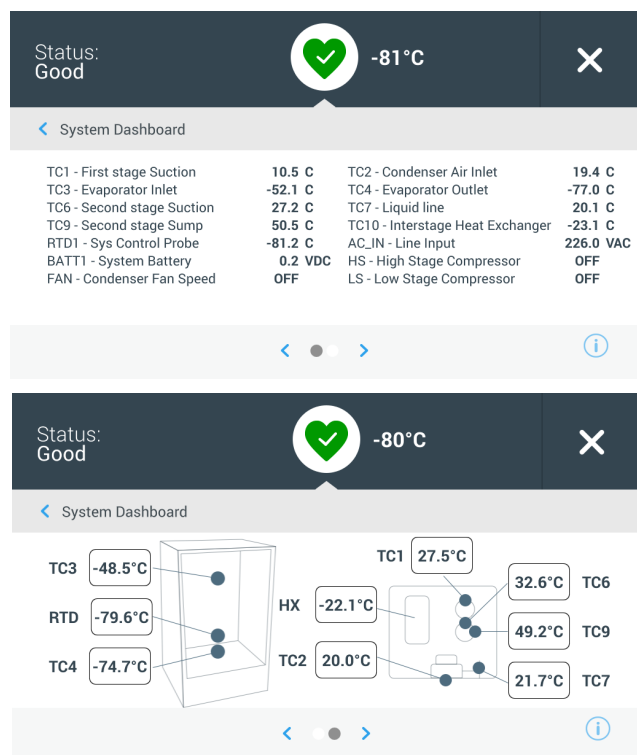 Status:
Good
-81°C
System Dashboard
TC1 - First stage Suction 10.5 C TC2 - Condenser Air Inlet 19.4 C
TC3 - Evaporator Inlet -52.1 C TC4 - Evaporator Outlet -77.0 C
TC6 - Second stage Suction 27.2 C TC7 - Liquid line 20.1 C
TC9 - Second stage Sump 50.5 C TC10 - Interstage Heat Exchanger -23.1 C
RTD1 - Sys Control Probe -81.2 C AC_IN - Line Input 226.0 VAC
BATT1 - System Battery 0.2 VDC HS - High Stage Compressor OFF
FAN - Condenser Fan Speed OFF LS - Low Stage Compressor OFF
i
Status:
Good
-80°C
System Dashboard
TC3 -48.5°C
RTD -79.6°C
TC4 -74.7°C
TC1 27.5°C
HX -22.1°C
TC2 20.0°C
32.6°C TC6
49.2°C TC9
21.7°C TC7
i